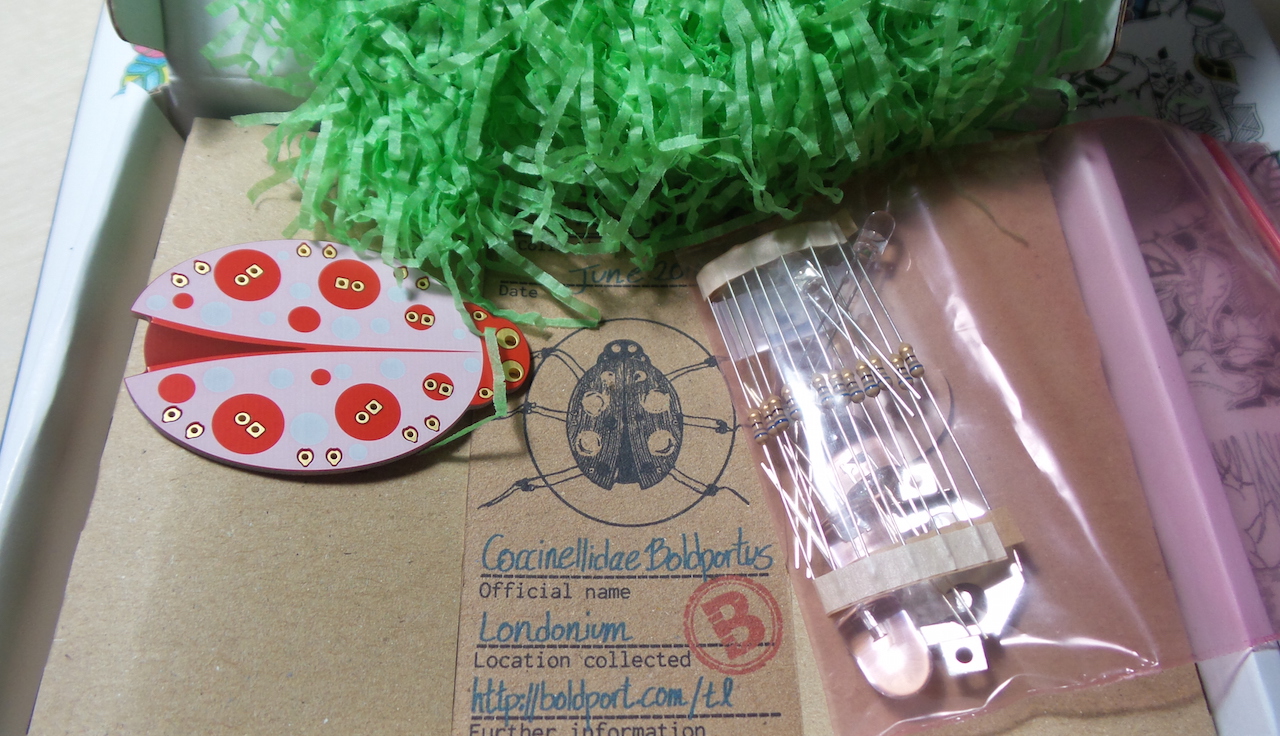 June 20
Date
Coccinellidae Boldportus
Official name
Londonium
B
Location collected
http://boldport.com/tl
Further information